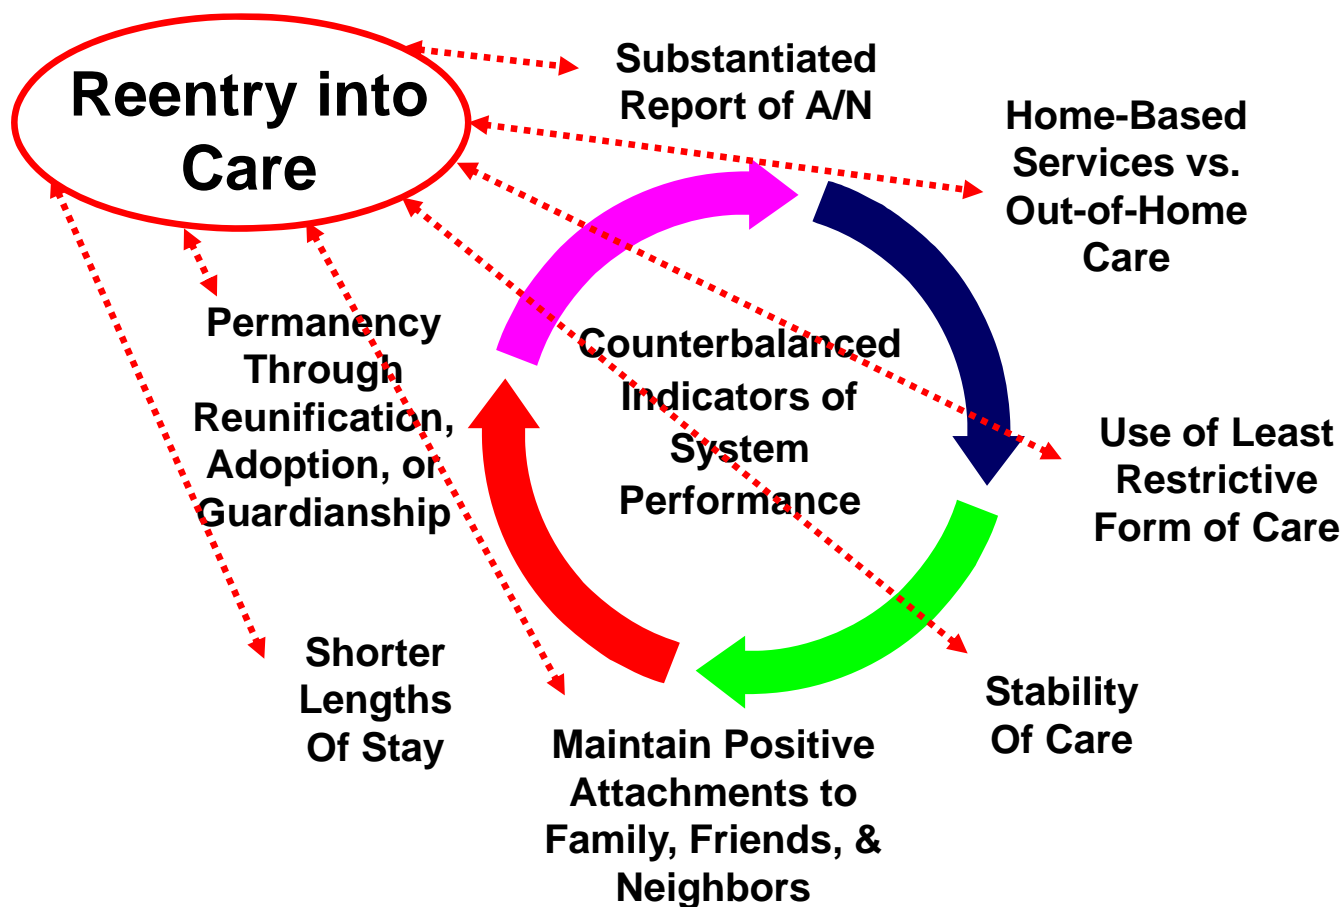 Reentry into
Care
Substantiated
Report of A/N
Home-Based
Services vs.
Out-of-Home
Care
Permanency
Through
Reunification,
Adoption, or
Guardianship
Counterbalanced
Indicators of
System
Performance
Use of Least
Restrictive
Form of Care
Shorter
Lengths
Of Stay
Stability
Of Care
Maintain Positive
Attachments to
Family, Friends, &
Neighbors